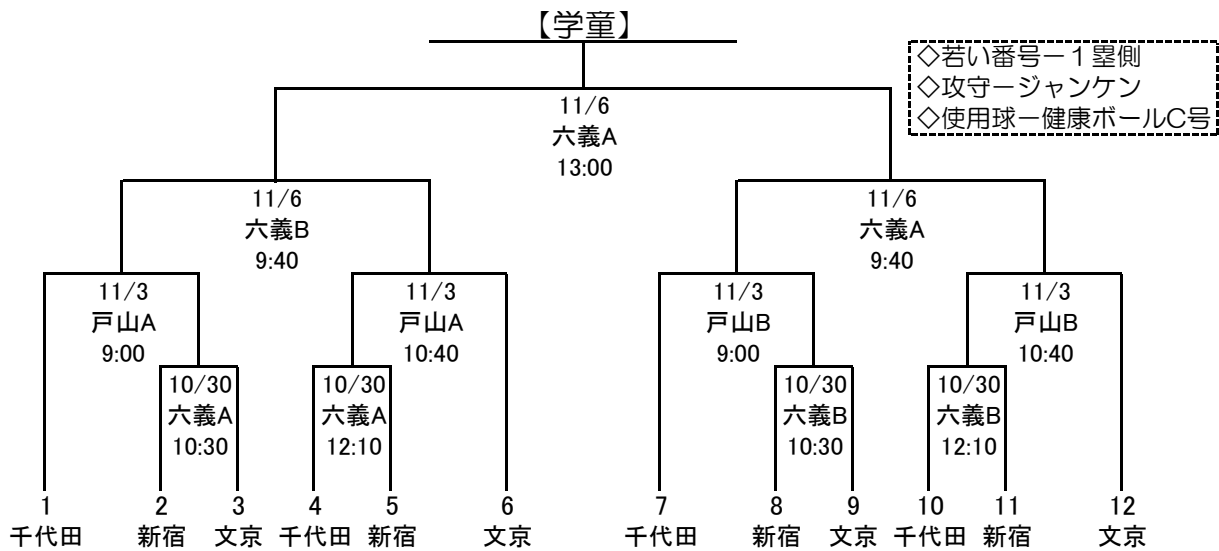 【学童】
◇若い番号－１塁側
◇攻守－ジャンケン
◇使用球－健康ボールC号
11/6
六義A
13:00
11/6
六義B
9:40
11/6
六義A
9:40
11/3
戸山A
9:00
11/3
戸山A
10:40
11/3
戸山B
9:00
11/3
戸山B
10:40
10/30
六義A
10:30
10/30
六義A
12:10
10/30
六義B
10:30
10/30
六義B
12:10
1 2 3 4 5 6 7 8 9 10 11 12
千代田 新宿 文京 千代田 新宿 文京 千代田 新宿 文京 千代田 新宿 文京